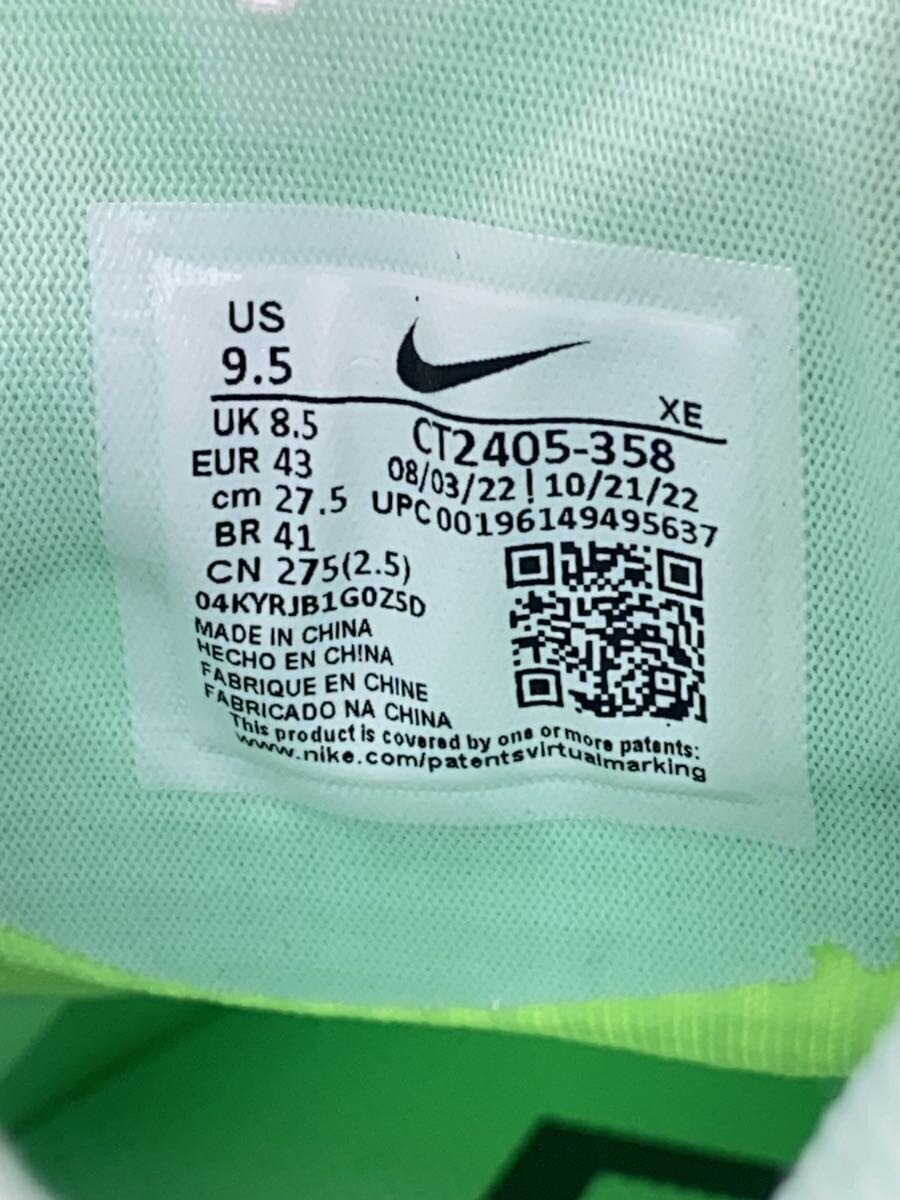 US
9.5
XE
UK 8.5
EUR 43
cm 27.5
BR 41
CN 275(2.5)
CT2405-358
08/03/22 | 10/21/22
UPC 00196149495637
04KYRJB1G0Z5D
MADE IN CHINA
HECHO EN CHINA
FABRIQUE EN CHINE
FABRICADO NA CHINA
This product is covered by one or more patents:
www.nike.com/patentsvirtualmarking